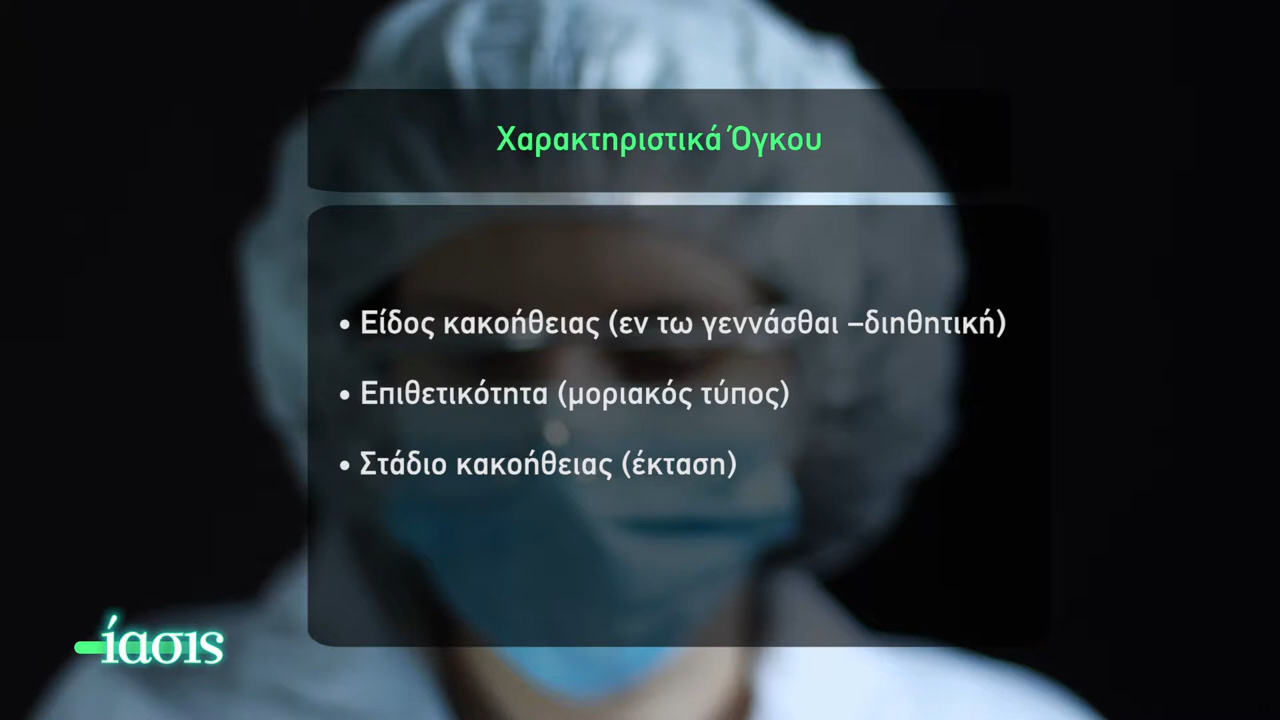 Χαρακτηριστικά Όγκου
• Είδος κακοήθειας (εν τω γεννάσθαι –διηθητική)
• Επιθετικότητα (μοριακός τύπος)
• Στάδιο κακοήθειας (έκταση)
ίασις